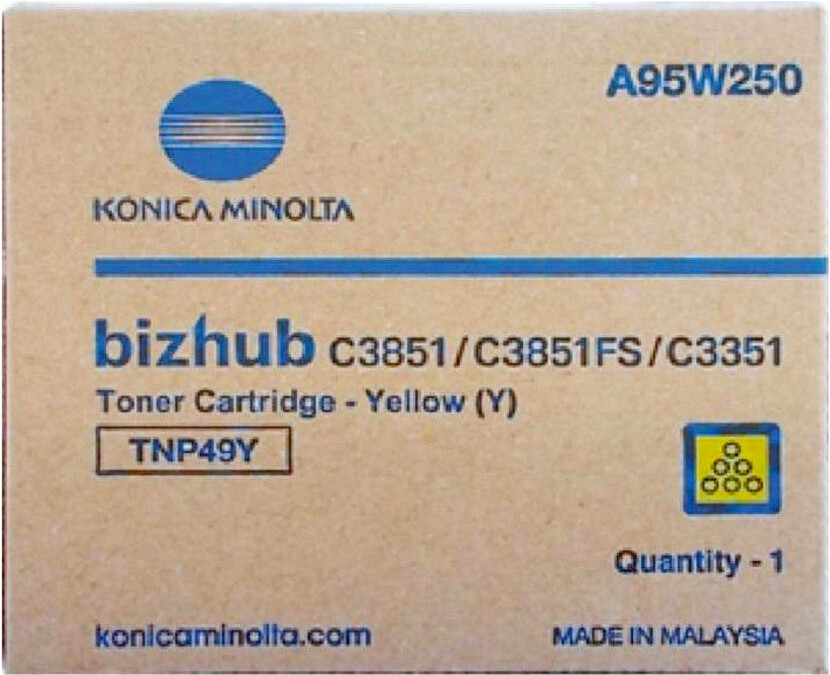 A95W250
KONICA MINOLTA
bizhub C3851/C3851FS/C3351
Toner Cartridge - Yellow (Y)
TNP49Y
Quantity - 1
konicaminolta.com
MADE IN MALAYSIA